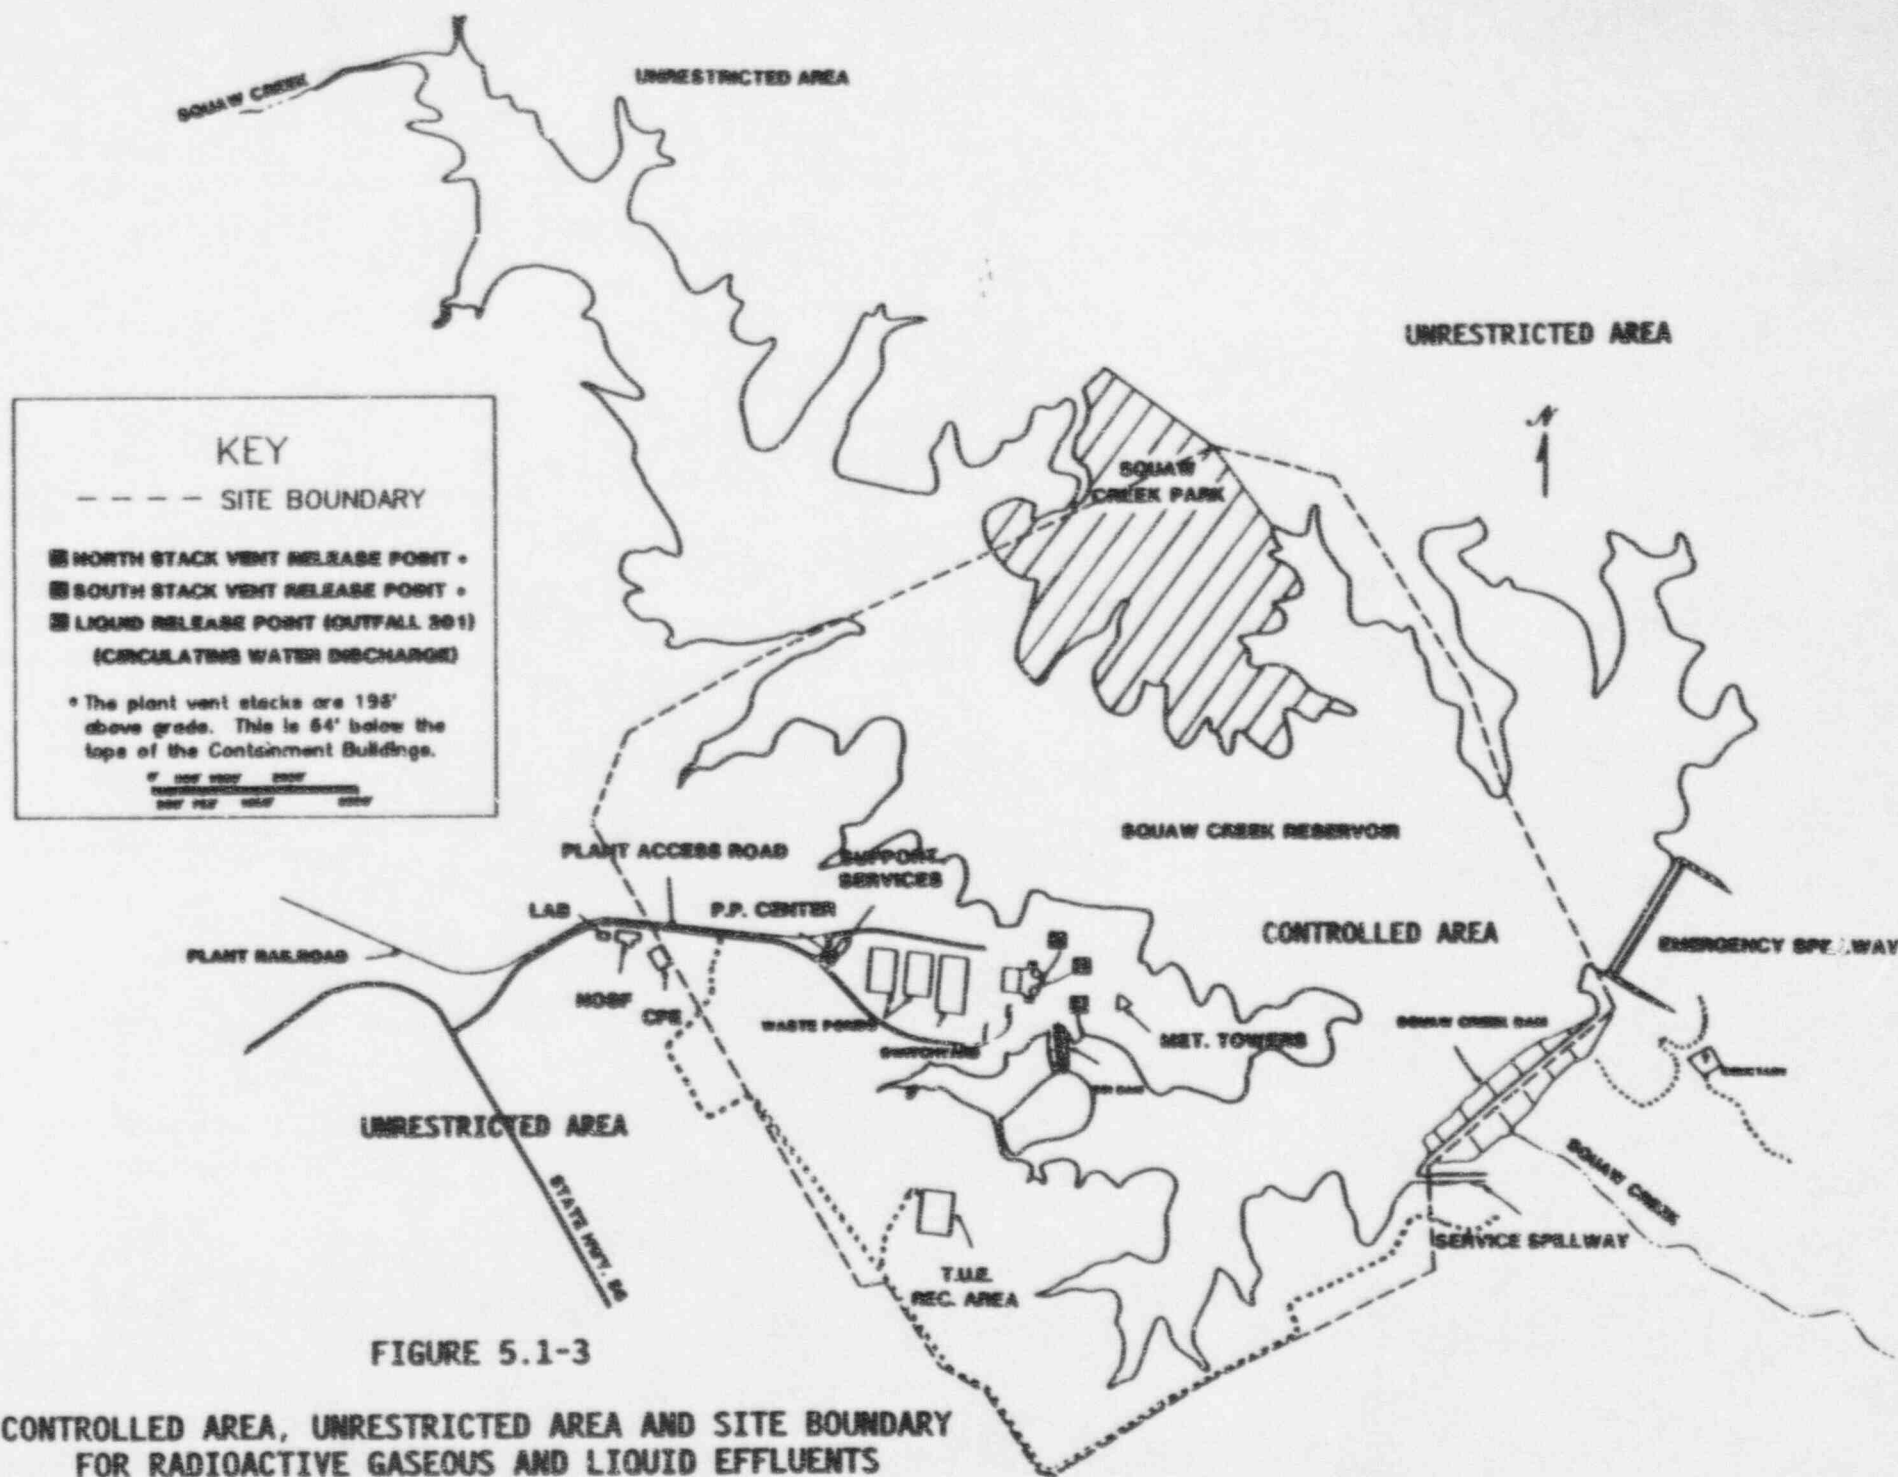 SQUAW CREEK
UNRESTRICTED AREA
UNRESTRICTED AREA
N
KEY
SITE BOUNDARY
NORTH STACK VENT RELEASE POINT *
SOUTH STACK VENT RELEASE POINT *
LIQUID RELEASE POINT (OUTFALL 301)
(CIRCULATING WATER DISCHARGE)
* The plant vent stacks are 195'
above grade. This is 64' below the
tops of the Containment Buildings.
SQUAW
CREEK PARK
SQUAW CREEK RESERVOIR
PLANT ACCESS ROAD
SUPPORT
SERVICES
LAB
P.P. CENTER
CONTROLLED AREA
PLANT RAILROAD
EMERGENCY SPILLWAY
NOSF
CPE
WASTE PONDS
SWITCHYARD
MET. TOWERS
SQUAW CREEK DAM
UNRESTRICTED AREA
STATE HWY. 56
SQUAW CREEK
SERVICE SPILLWAY
T.U.E.
REC. AREA
FIGURE 5.1-3
CONTROLLED AREA, UNRESTRICTED AREA AND SITE BOUNDARY
FOR RADIOACTIVE GASEOUS AND LIQUID EFFLUENTS